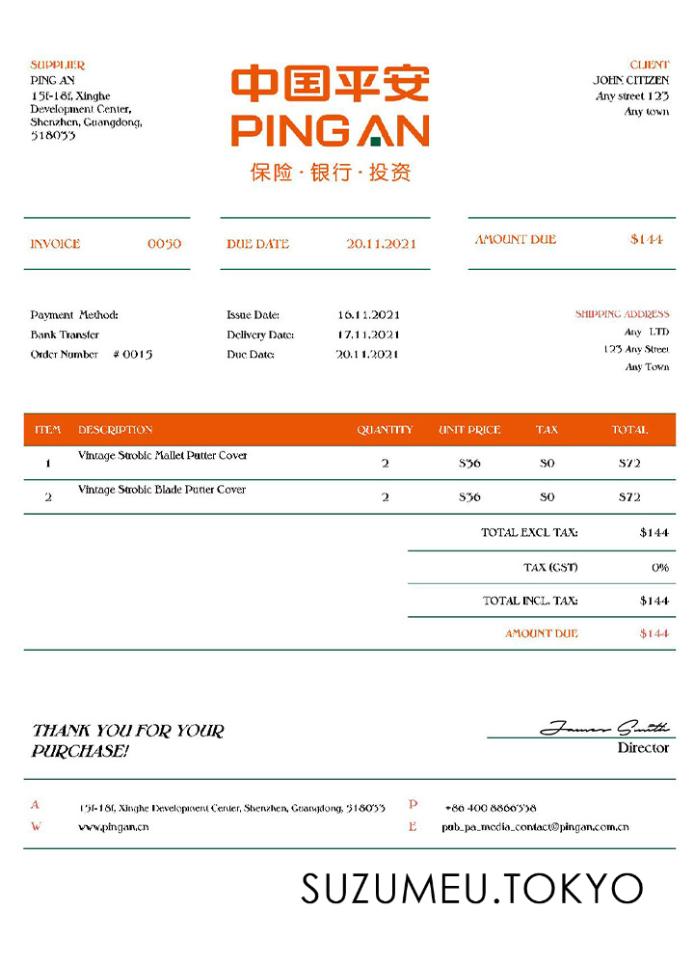 SUPPLIER
PING AN
15f-18f, Xinghe
Development Center,
Shenzhen, Guangdong,
518033
中国平安
PING AN
保险·银行·投资
CLIENT
JOHN CITIZEN
Any street 123
Any town
INVOICE 0050
DUE DATE 20.11.2021
AMOUNT DUE $144
Payment Method:
Bank Transfer
Order Number #0015
Issue Date: 16.11.2021
Delivery Date: 17.11.2021
Due Date: 20.11.2021
SHIPPING ADDRESS
Any LTD
123 Any Street
Any Town
ITEM DESCRIPTION QUANTITY UNIT PRICE TAX TOTAL
1 Vintage Strobic Mallet Putter Cover 2 $36 $0 $72
2 Vintage Strobic Blade Putter Cover 2 $36 $0 $72
TOTAL EXCL TAX: $144
TAX (GST) 0%
TOTAL INCL. TAX: $144
AMOUNT DUE $144
THANK YOU FOR YOUR
PURCHASE!
James Smith
Director
A 15f-18f, Xinghe Development Center, Shenzhen, Guangdong, 518033
P +86 400 8866338
W www.pingan.cn
E pub_pa_media_contact@pingan.com.cn
SUZUMEU.TOKYO